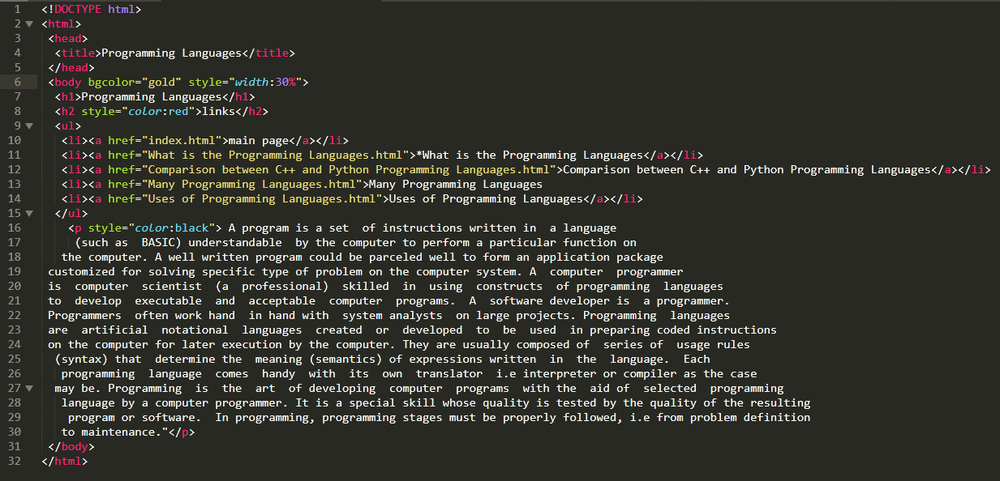 1 <!DOCTYPE html>
2 <html>
3 <head>
4 <title>Programming Languages</title>
5 </head>
6 <body bgcolor="gold" style="width:30%">
7 <h1>Programming Languages</h1>
8 <h2 style="color:red">links</h2>
9 <ul>
10 <li><a href="index.html">main page</a></li>
11 <li><a href="What is the Programming Languages.html">*What is the Programming Languages</a></li>
12 <li><a href="Comparison between C++ and Python Programming Languages.html">Comparison between C++ and Python Programming Languages</a></li>
13 <li><a href="Many Programming Languages.html">Many Programming Languages
14 <li><a href="Uses of Programming Languages.html">Uses of Programming Languages</a></li>
15 </ul>
16 <p style="color:black"> A program is a set  of instructions written in  a language
17 (such as  BASIC) understandable  by the computer to perform a particular function on
18 the computer. A well written program could be parceled well to form an application package
19 customized for solving specific type of problem on the computer system. A  computer  programmer
20 is  computer  scientist  (a  professional)  skilled  in  using  constructs  of programming  languages
21 to  develop  executable  and  acceptable  computer  programs.  A  software developer is  a programmer.
22 Programmers  often work hand  in hand with  system analysts  on large projects. Programming  languages
23 are  artificial  notational  languages  created  or  developed  to  be  used  in preparing coded instructions
24 on the computer for later execution by the computer. They are usually composed of  series of  usage rules
25 (syntax) that  determine the  meaning (semantics) of expressions written  in  the  language.  Each
26 programming  language  comes  handy  with  its  own  translator  i.e interpreter or compiler as the case
27 may be. Programming  is  the  art  of developing  computer  programs  with the  aid of  selected  programming
28 language by a computer programmer. It is a special skill whose quality is tested by the quality of the resulting
29 program or software.  In programming, programming stages must be properly followed, i.e from problem definition
30 to maintenance."</p>
31 </body>
32 </html>